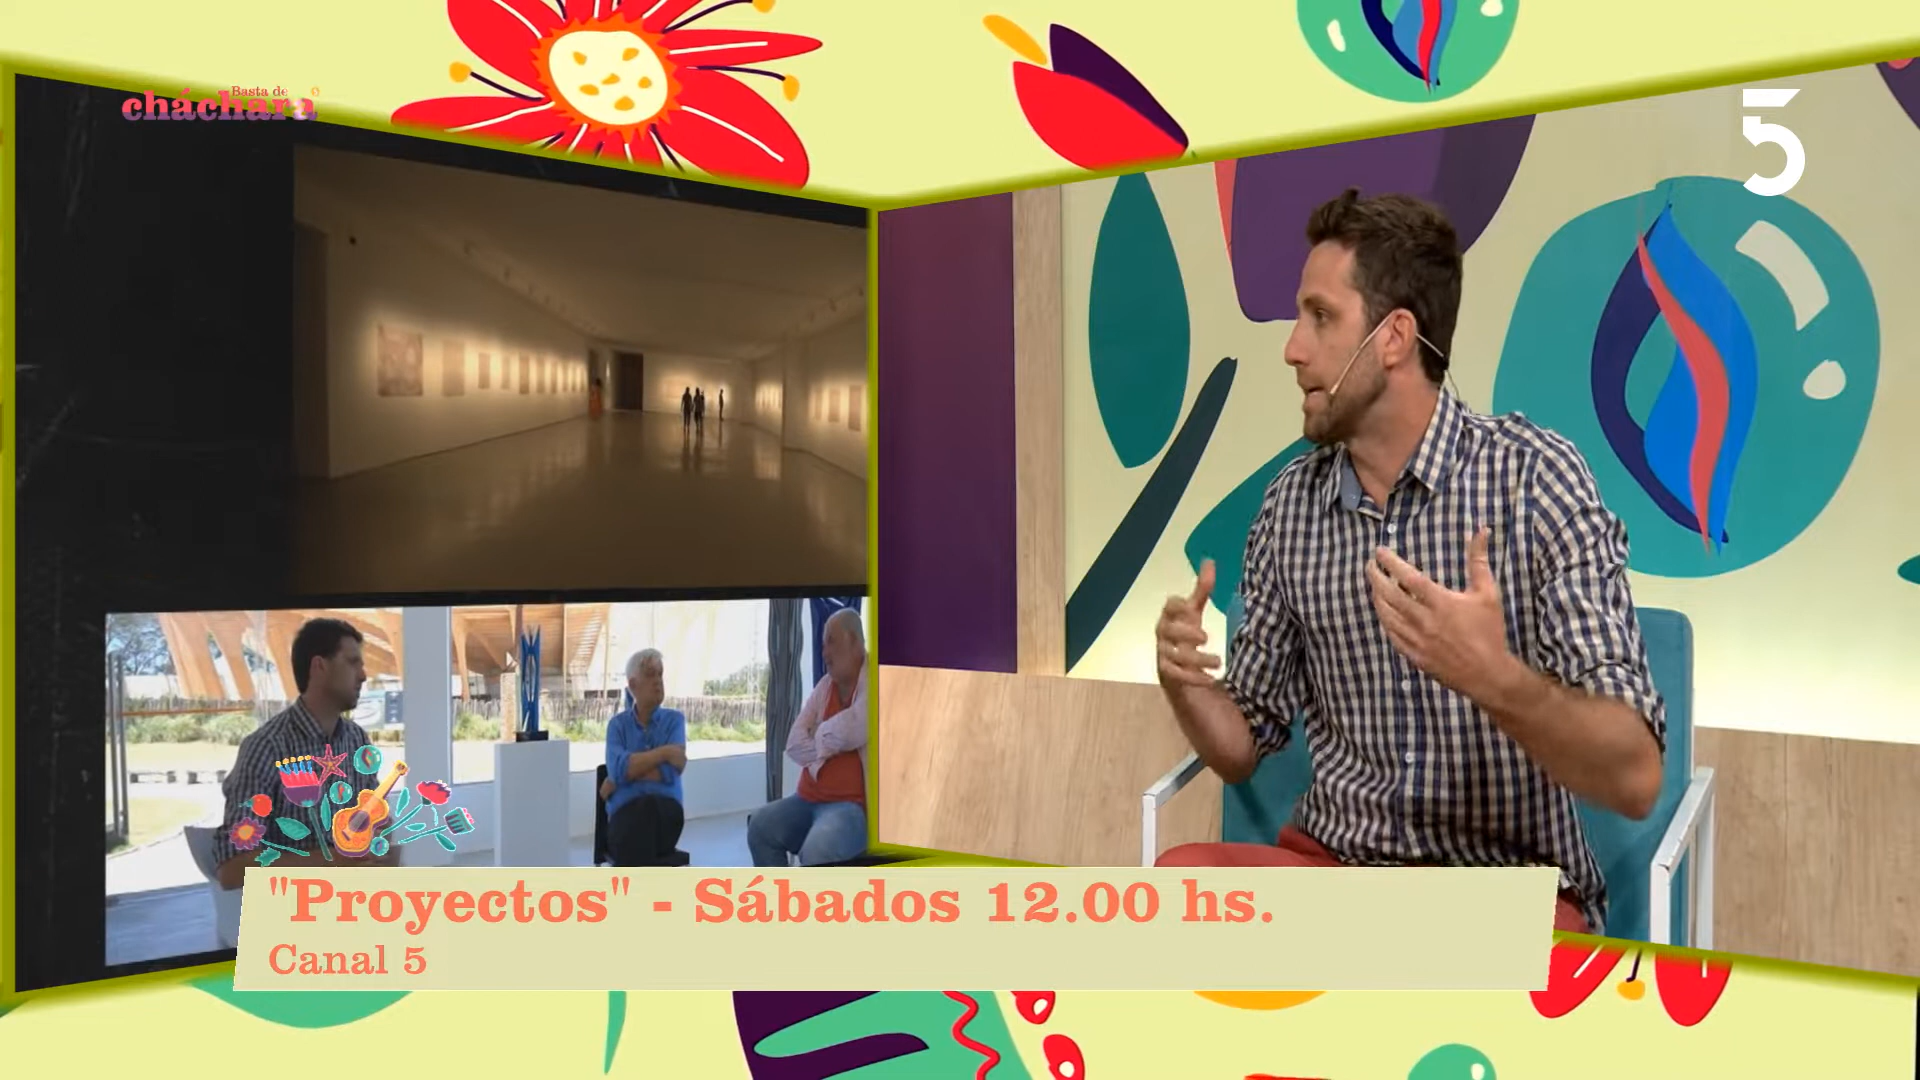 Basta de
cháchara
5
"Proyectos" - Sábados 12.00 hs.
Canal 5